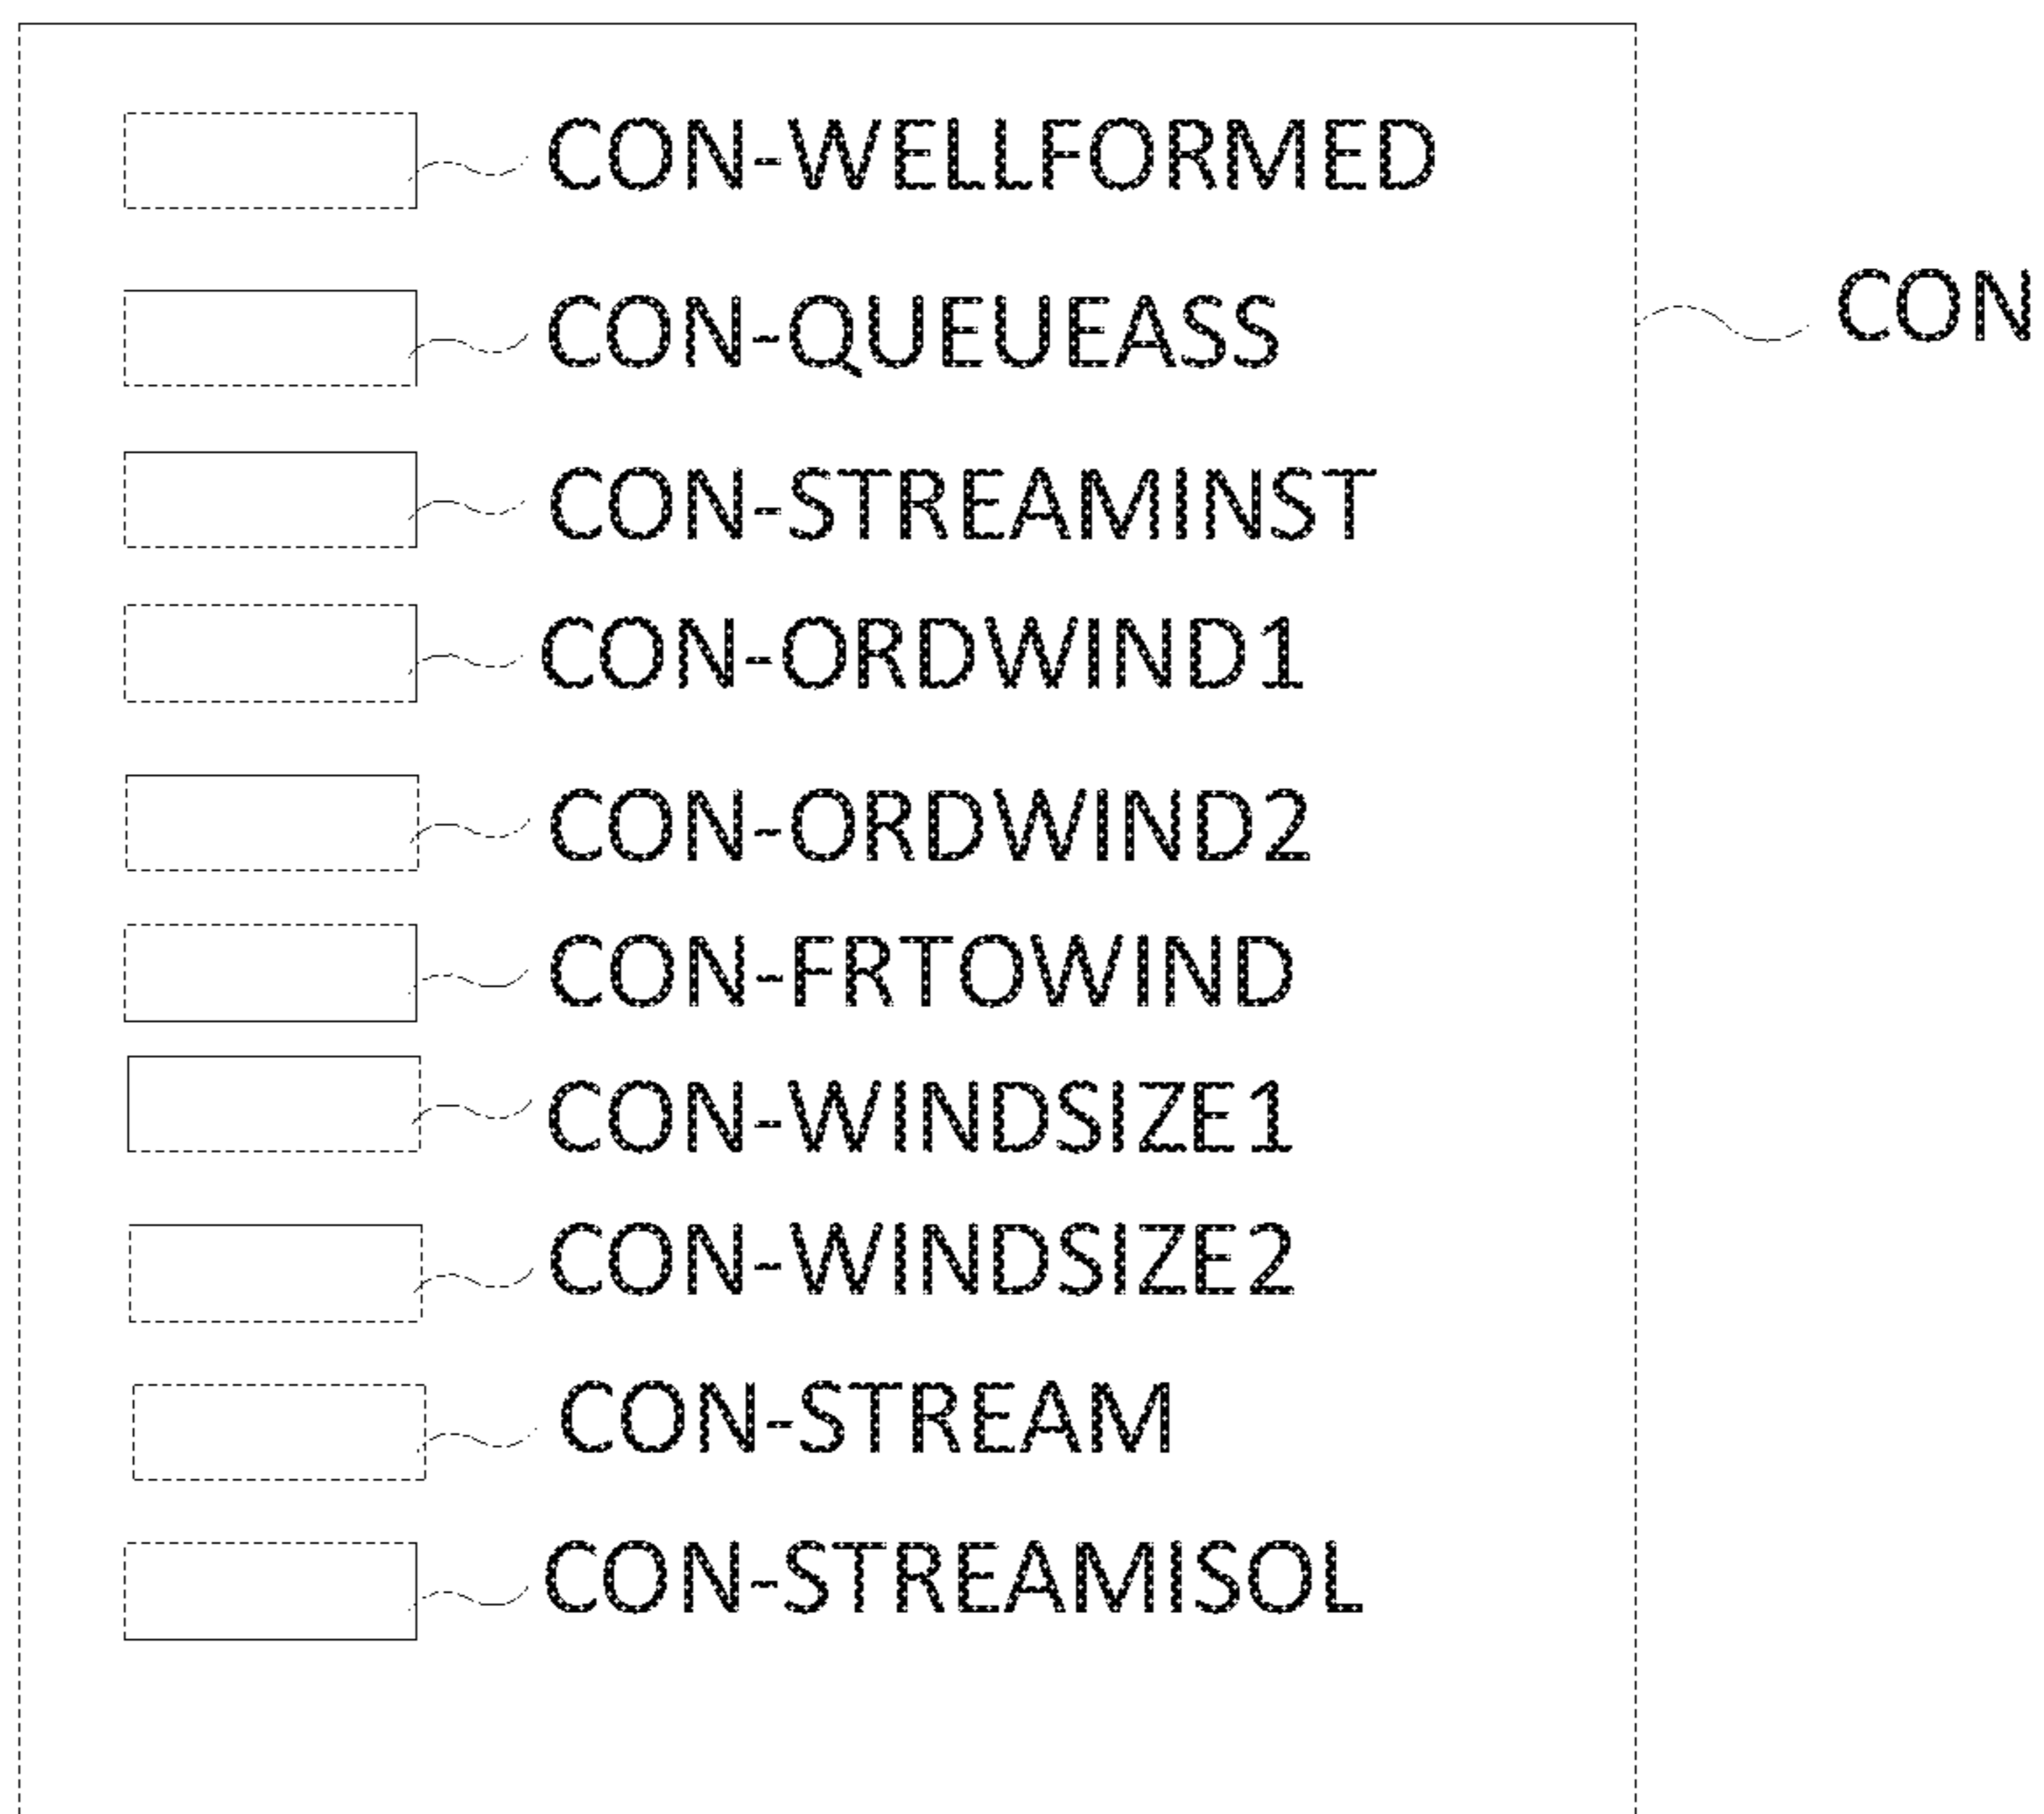 CON-WELLFORMED
CON
CON-QUEUEASS
CON-STREAMINST
CON-ORDWIND1
CON-ORDWIND2
CON-FRTOWIND
CON-WINDSIZE1
CON-WINDSIZE2
CON-STREAM
CON-STREAMISOL